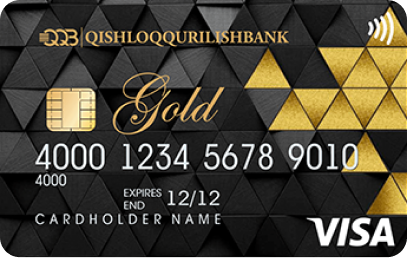 QQB QISHLOQQURILISHBANK
Gold
4000 1234 5678 9010
4000
EXPIRES END 12/12
CARDHOLDER NAME
VISA